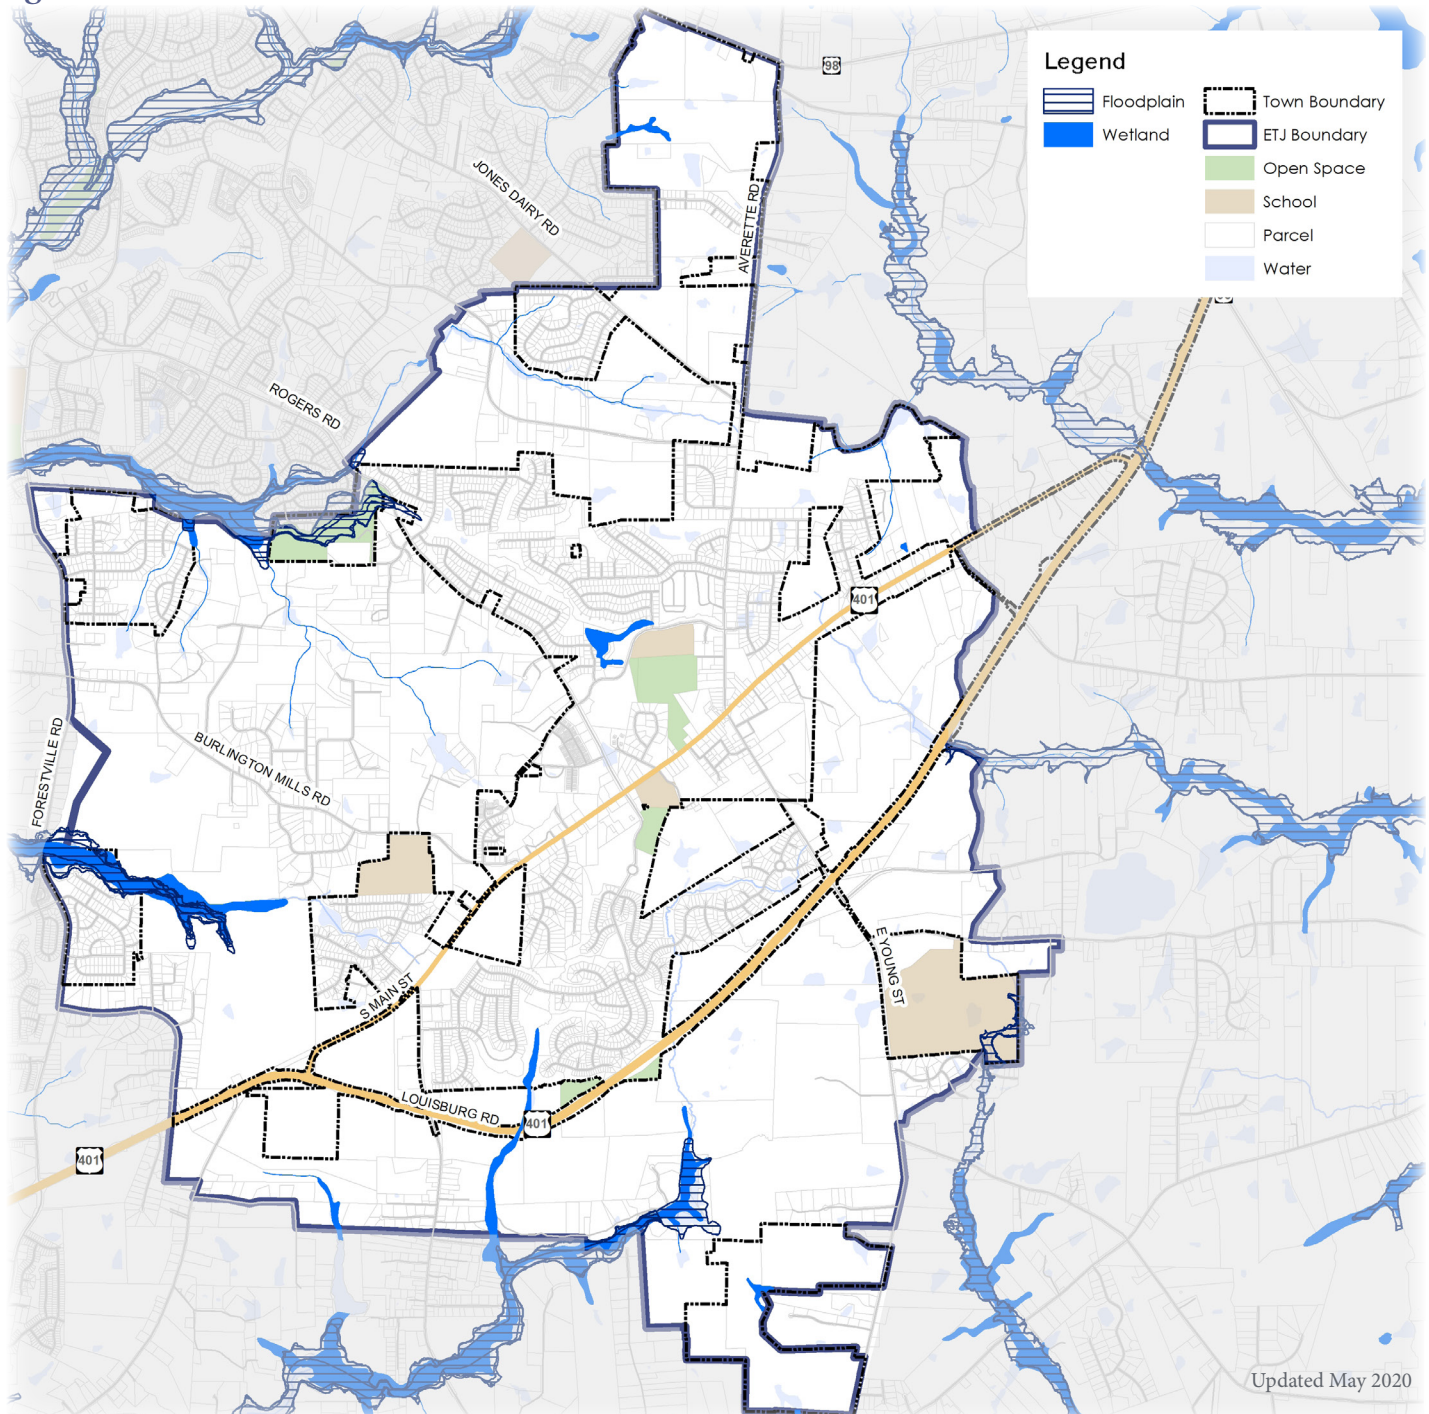 98
Legend
Floodplain
Wetland
Town Boundary
ETJ Boundary
Open Space
School
Parcel
Water
JONES DAIRY RD
AVERETTE RD
ROGERS RD
401
FORESTVILLE RD
BURLINGTON MILLS RD
E YOUNG ST
S MAIN ST
LOUISBURG RD
401
401
Updated May 2020